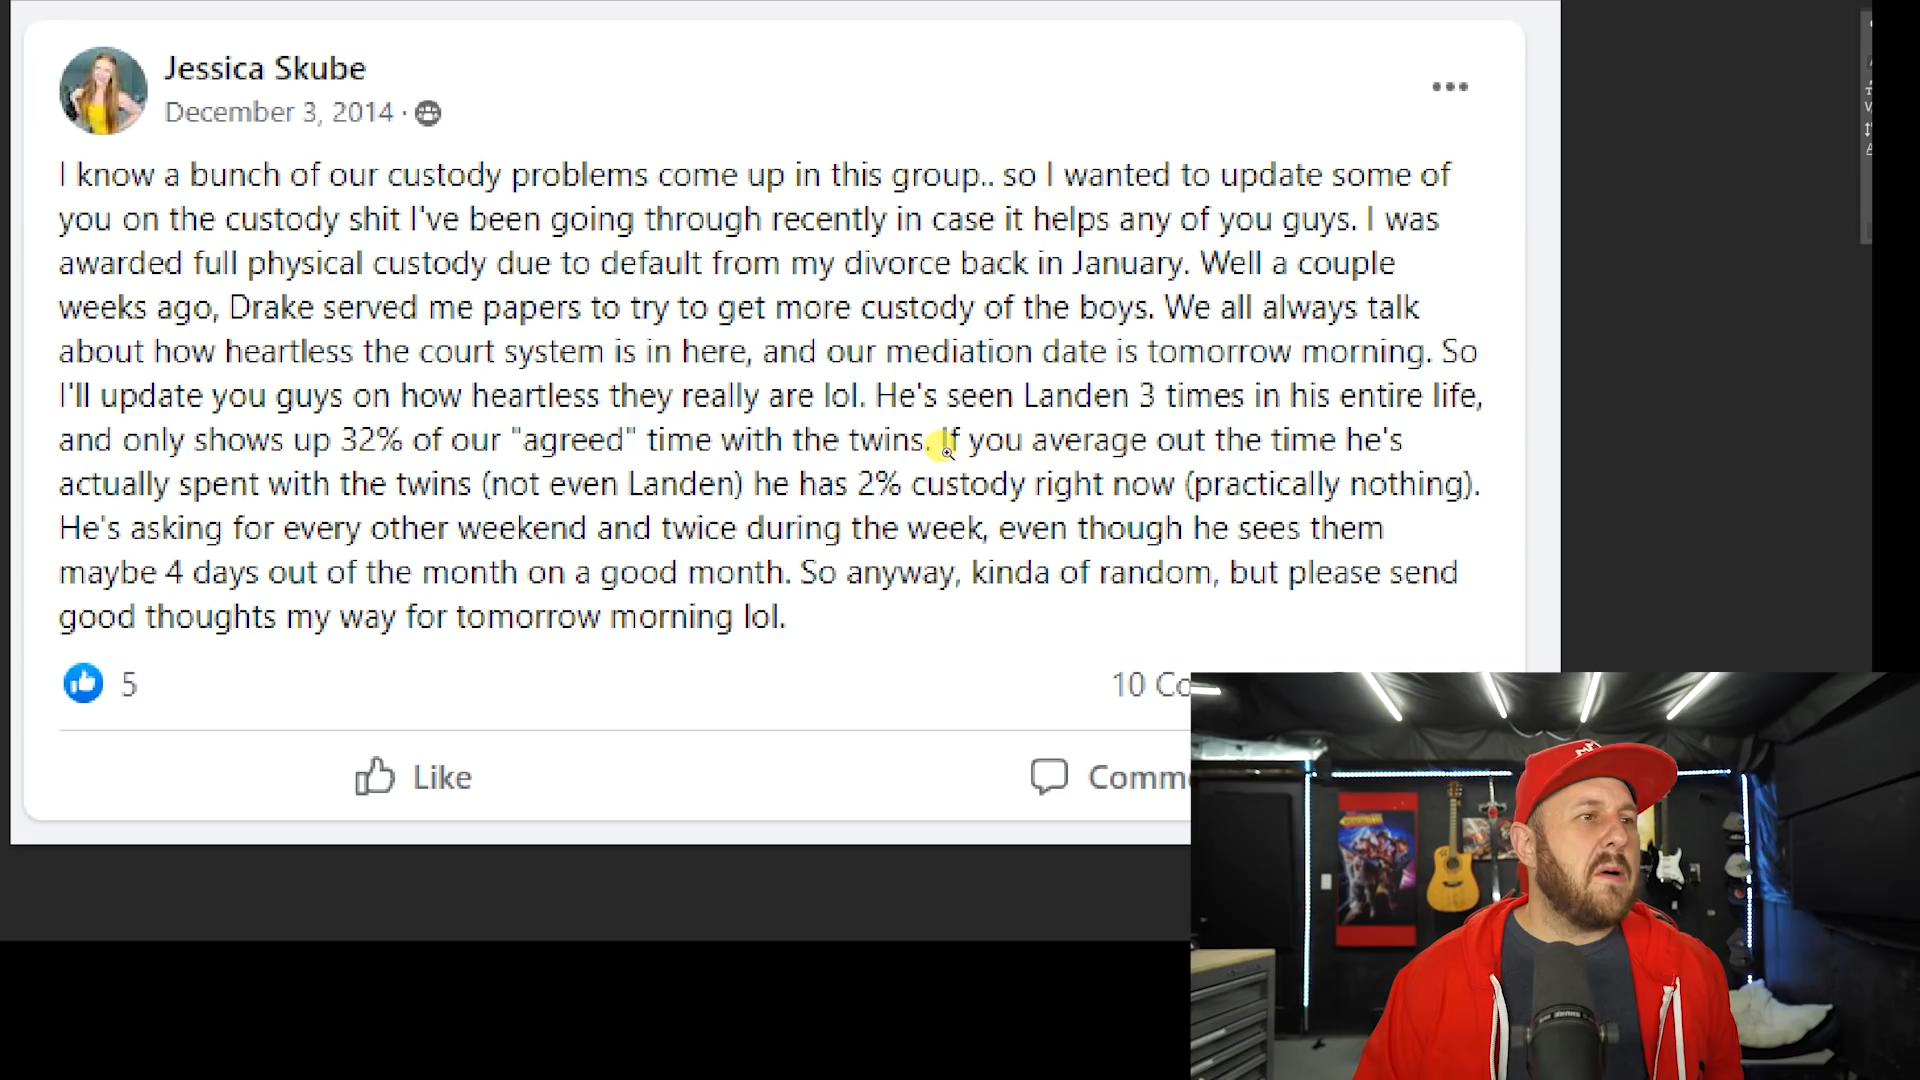 Jessica Skube
December 3, 2014 ·
I know a bunch of our custody problems come up in this group.. so I wanted to update some of
you on the custody shit I've been going through recently in case it helps any of you guys. I was
awarded full physical custody due to default from my divorce back in January. Well a couple
weeks ago, Drake served me papers to try to get more custody of the boys. We all always talk
about how heartless the court system is in here, and our mediation date is tomorrow morning. So
I'll update you guys on how heartless they really are lol. He's seen Landen 3 times in his entire life,
and only shows up 32% of our "agreed" time with the twins. If you average out the time he's
actually spent with the twins (not even Landen) he has 2% custody right now (practically nothing).
He's asking for every other weekend and twice during the week, even though he sees them
maybe 4 days out of the month on a good month. So anyway, kinda of random, but please send
good thoughts my way for tomorrow morning lol.
5
10 Co
Like
Comme